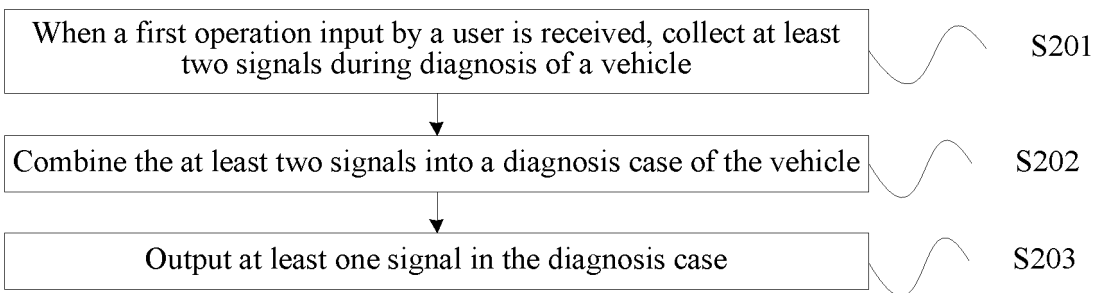 When a first operation input by a user is received, collect at least
two signals during diagnosis of a vehicle
S201
Combine the at least two signals into a diagnosis case of the vehicle
S202
Output at least one signal in the diagnosis case
S203